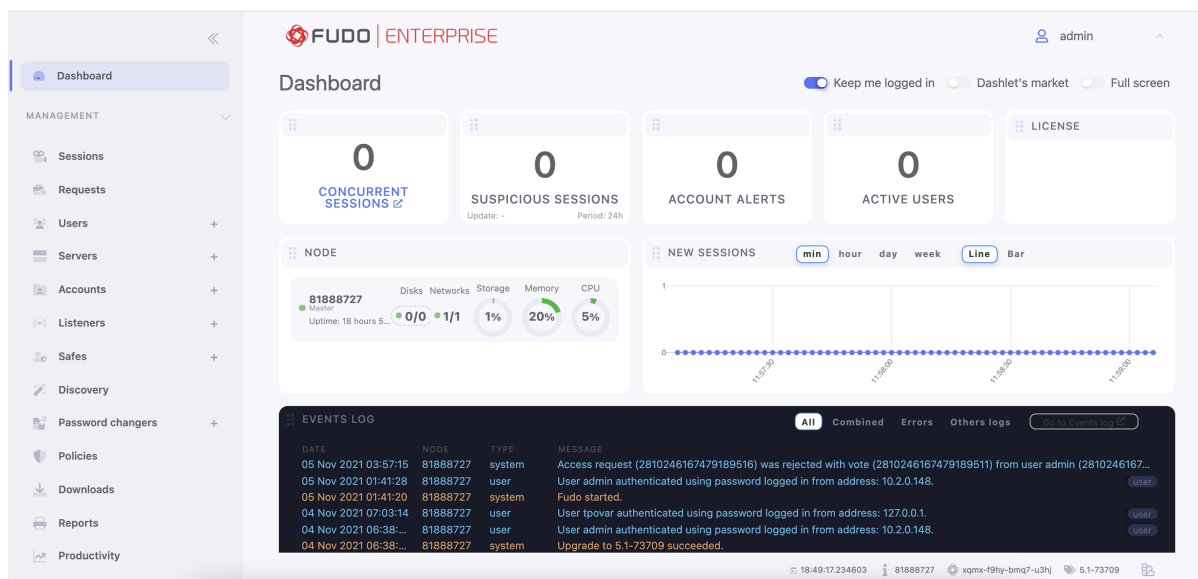 FUDO ENTERPRISE
admin
Dashboard
MANAGEMENT
Sessions
Requests
Users +
Servers +
Accounts +
Listeners +
Safes +
Discovery
Password changers +
Policies
Downloads
Reports
Productivity
Dashboard
Keep me logged in
Dashlet's market
Full screen
0
CONCURRENT
SESSIONS
0
SUSPICIOUS SESSIONS
Update: - Period: 24h
0
ACCOUNT ALERTS
0
ACTIVE USERS
LICENSE
NODE
81888727
Master
Uptime: 18 hours 5...
Disks 0/0
Networks 1/1
Storage 1%
Memory 20%
CPU 5%
NEW SESSIONS min hour day week Line Bar
1
0
11:57:30 11:58:00 11:58:30 11:59:00
EVENTS LOG All Combined Errors Others logs Go to Events log
DATE NODE TYPE MESSAGE
05 Nov 2021 03:57:15 81888727 system Access request (2810246167479189516) was rejected with vote (2810246167479189511) from user admin (2810246167...
05 Nov 2021 01:41:28 81888727 user User admin authenticated using password logged in from address: 10.2.0.148. user
05 Nov 2021 01:41:20 81888727 system Fudo started.
04 Nov 2021 07:03:14 81888727 user User tpovar authenticated using password logged in from address: 127.0.0.1. user
04 Nov 2021 06:38:... 81888727 user User admin authenticated using password logged in from address: 10.2.0.148. user
04 Nov 2021 06:38:... 81888727 system Upgrade to 5.1-73709 succeeded.
18:49:17.234603 81888727 xqmx-f9hy-bmq7-u3hj 5.1-73709